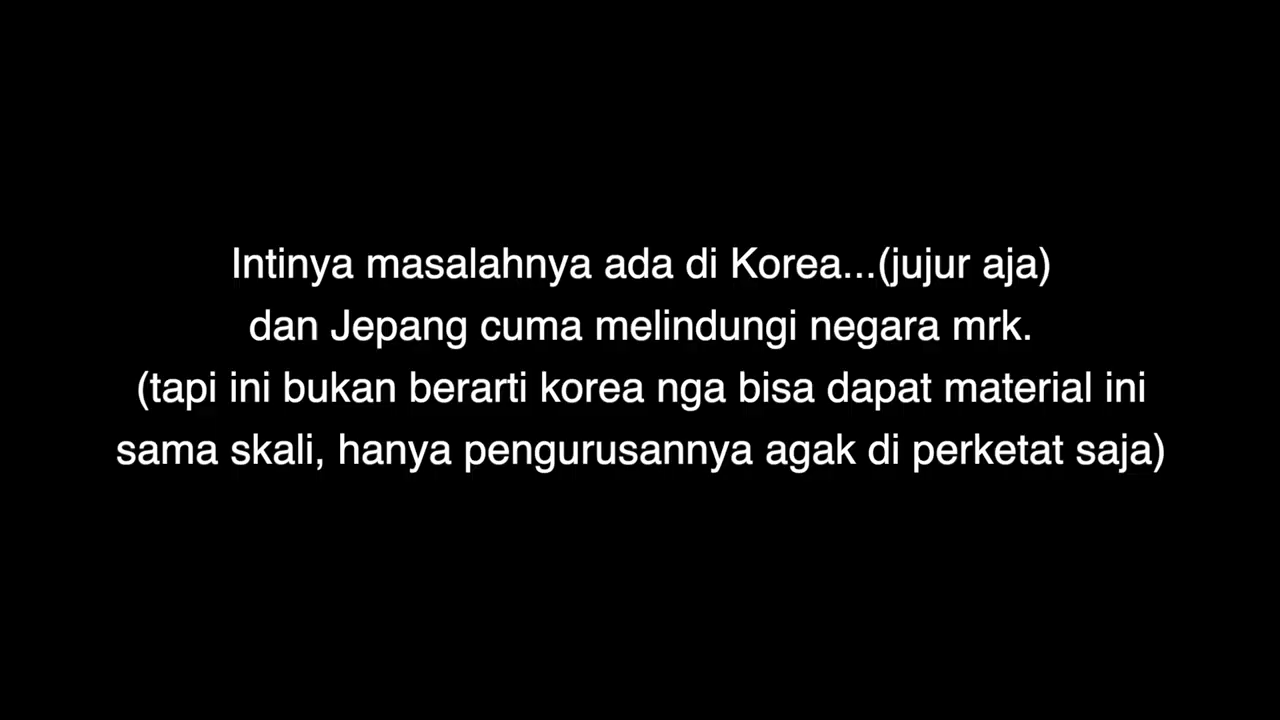 Intinya masalahnya ada di Korea...(jujur aja)
dan Jepang cuma melindungi negara mrk.
(tapi ini bukan berarti korea nga bisa dapat material ini
sama skali, hanya pengurusannya agak di perketat saja)